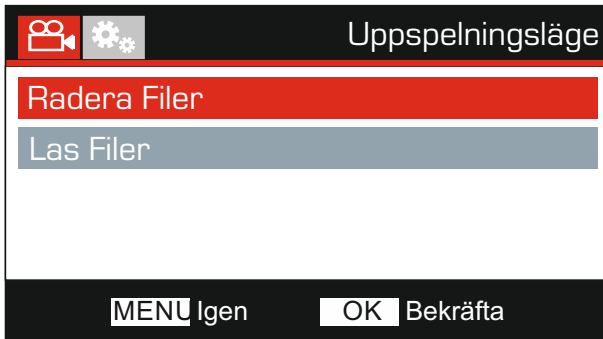 Uppspelningsläge
Radera Filer
Las Filer
MENU Igen OK Bekräfta